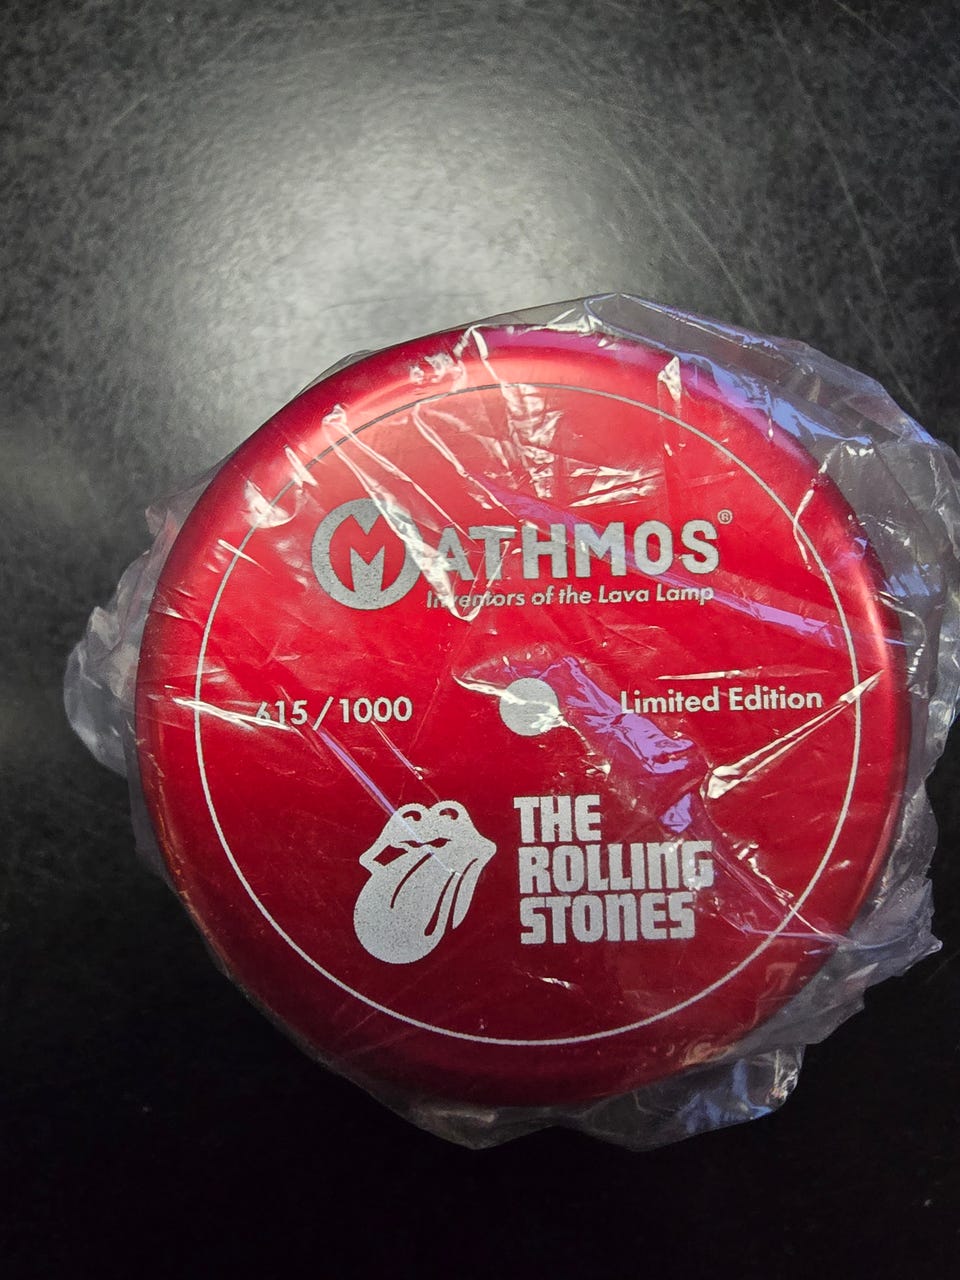 MATHMOS®
Inventors of the Lava Lamp
615/1000
Limited Edition
THE
ROLLING
STONES